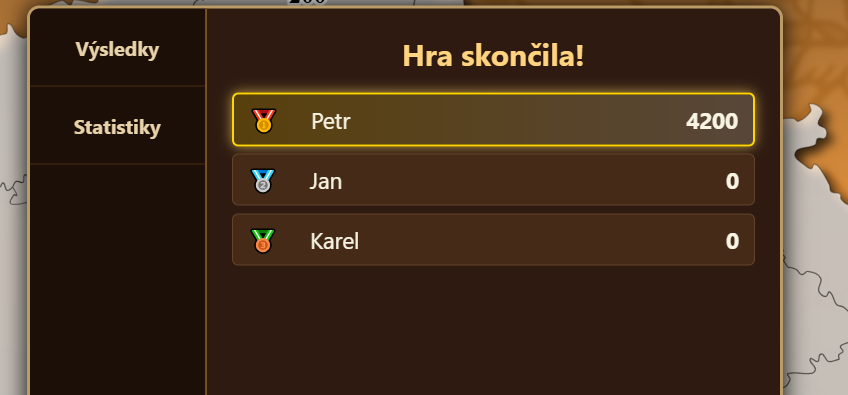 Výsledky
Statistiky
Hra skončila!
Petr 4200
Jan 0
Karel 0